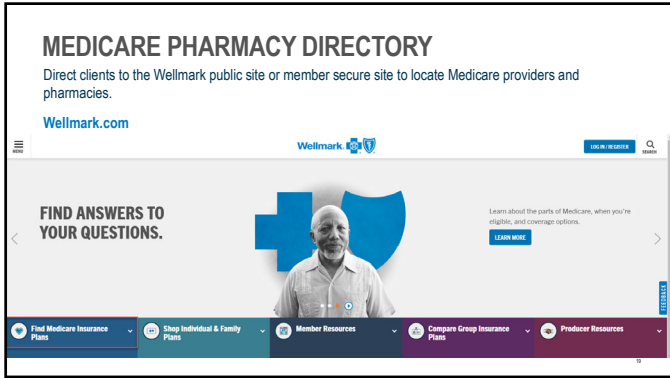 MEDICARE PHARMACY DIRECTORY
Direct clients to the Wellmark public site or member secure site to locate Medicare providers and
pharmacies.
Wellmark.com
MENU
Wellmark.
LOG IN / REGISTER
SEARCH
FIND ANSWERS TO
YOUR QUESTIONS.
Learn about the parts of Medicare, when you're
eligible, and coverage options.
LEARN MORE
FEEDBACK
Find Medicare Insurance
Plans
Shop Individual & Family
Plans
Member Resources
Compare Group Insurance
Plans
Producer Resources